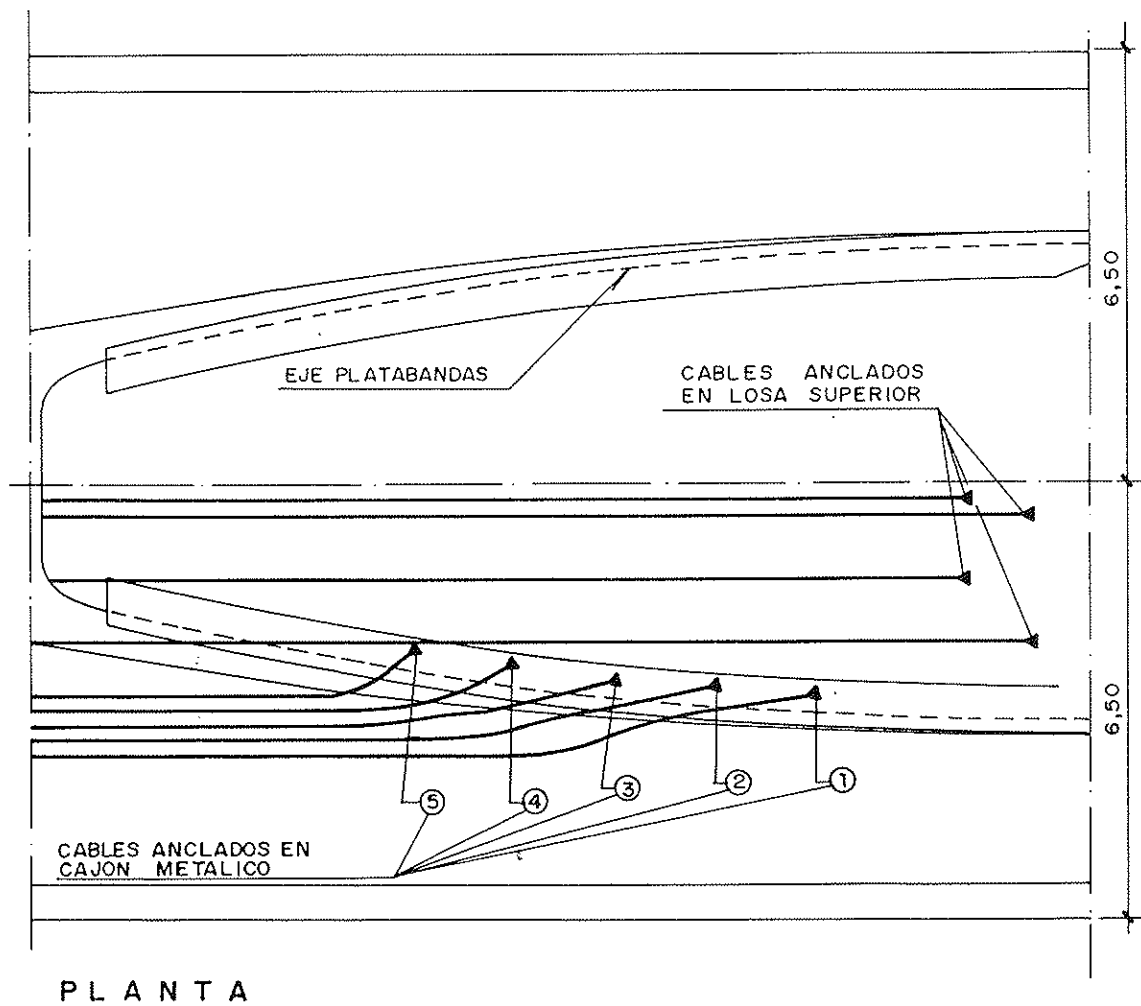 6,50
EJE PLATABANDAS
CABLES ANCLADOS
EN LOSA SUPERIOR
6,50
5
4
3
2
1
CABLES ANCLADOS EN
CAJON METALICO
PLANTA